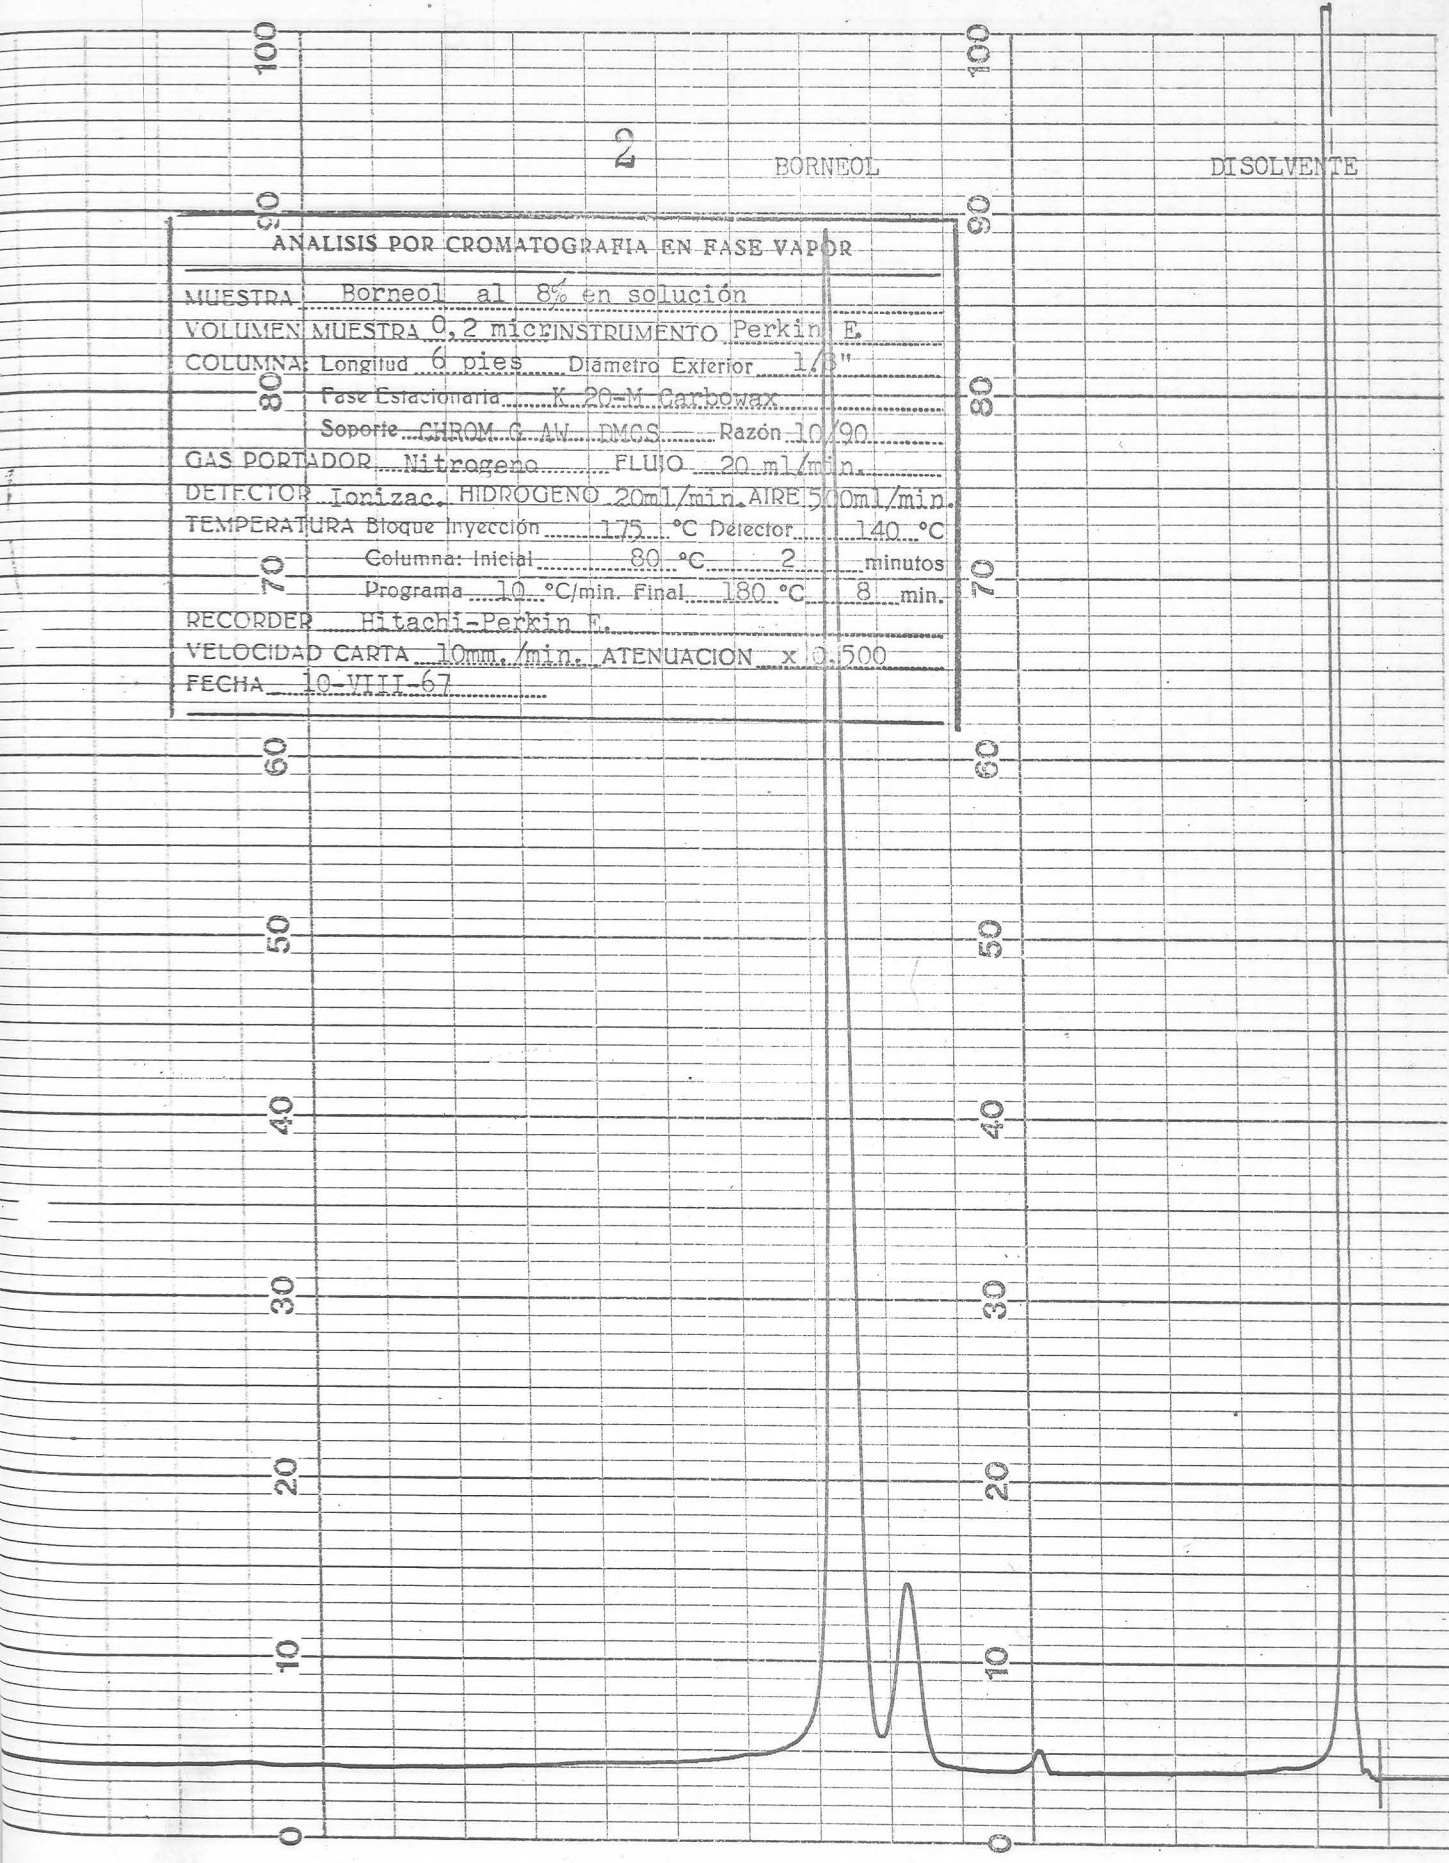 100 100
2
BORNEOL DISOLVENTE
90 90
ANALISIS POR CROMATOGRAFIA EN FASE VAPOR
MUESTRA Borneol al 8% en solución
VOLUMEN MUESTRA 0,2 micr INSTRUMENTO Perkin E.
COLUMNA: Longitud 6 pies Diámetro Exterior 1/8"
80 Fase Estacionaria K 20-M Carbowax 80
Soporte CHROM G AW DMCS Razón 10/90
GAS PORTADOR Nitrogeno FLUJO 20 ml/min.
DETECTOR Ionizac. HIDROGENO 20ml/min. AIRE 500ml/min.
TEMPERATURA Bloque Inyección 175 °C Detector 140 °C
Columna: Inicial 80 °C 2 minutos
70 70
Programa 10 °C/min. Final 180 °C 8 min.
RECORDER Hitachi-Perkin E.
VELOCIDAD CARTA 10mm./min. ATENUACION x 0.500
FECHA 10-VIII-67
60 60
50 50
40 40
30 30
20 20
10 10
0 0